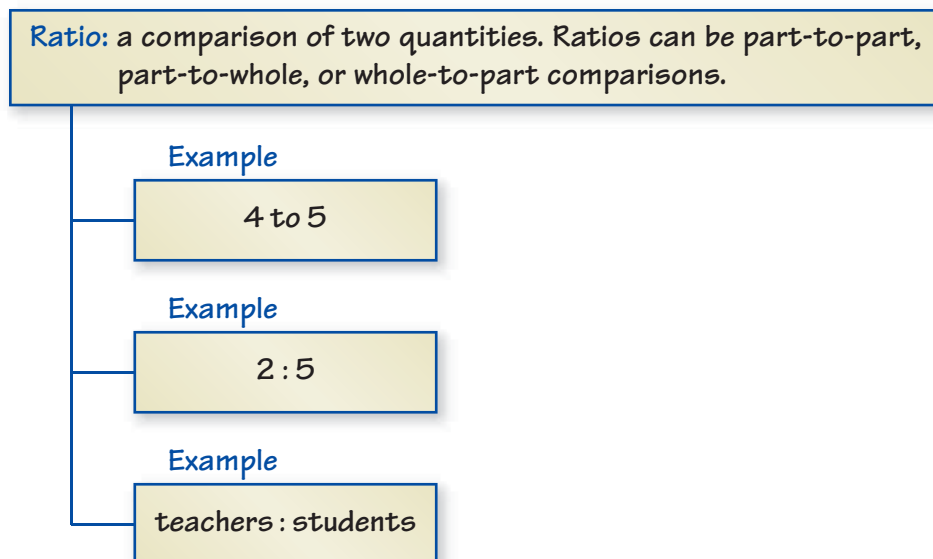 Ratio: a comparison of two quantities. Ratios can be part-to-part,
part-to-whole, or whole-to-part comparisons.
Example
4 to 5
Example
2 : 5
Example
teachers : students